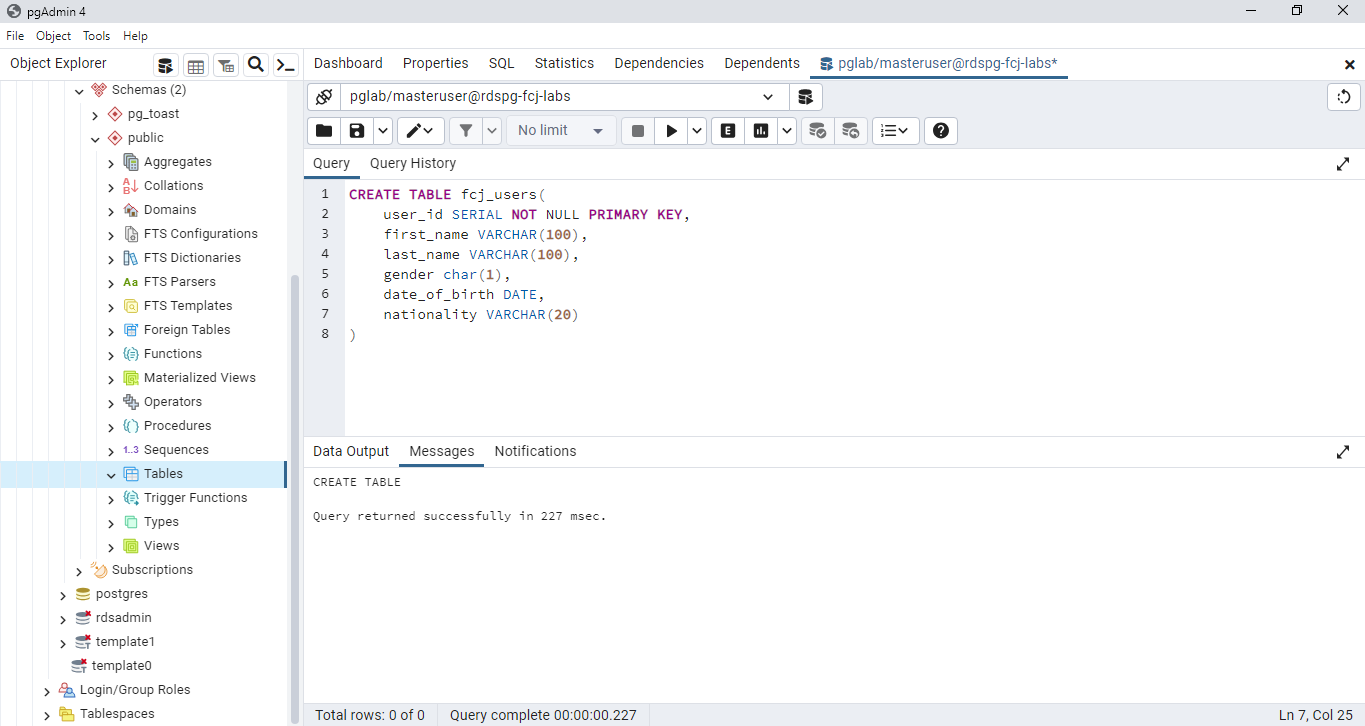 pgAdmin 4
File Object Tools Help
Object Explorer
Dashboard Properties SQL Statistics Dependencies Dependents pglab/masteruser@rdspg-fcj-labs*
Schemas (2)
pg_toast
public
Aggregates
Collations
Domains
FTS Configurations
FTS Dictionaries
Aa FTS Parsers
FTS Templates
Foreign Tables
Functions
Materialized Views
Operators
Procedures
1..3 Sequences
Tables
Trigger Functions
Types
Views
Subscriptions
postgres
rdsadmin
template1
template0
Login/Group Roles
Tablespaces
pglab/masteruser@rdspg-fcj-labs
No limit
E
Query Query History
1 CREATE TABLE fcj_users(
2 user_id SERIAL NOT NULL PRIMARY KEY,
3 first_name VARCHAR(100),
4 last_name VARCHAR(100),
5 gender char(1),
6 date_of_birth DATE,
7 nationality VARCHAR(20)
8 )
Data Output Messages Notifications
CREATE TABLE
Query returned successfully in 227 msec.
Total rows: 0 of 0 Query complete 00:00:00.227 Ln 7, Col 25